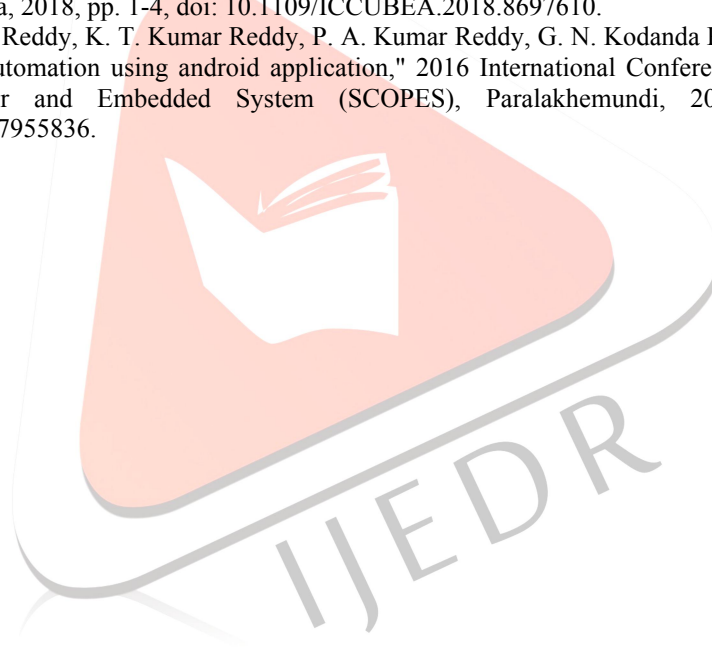 a, 2018, pp. 1-4, doi: 10.1109/ICCUBEA.2018.8697610.
Reddy, K. T. Kumar Reddy, P. A. Kumar Reddy, G. N. Kodanda
utomation using android application," 2016 International Confere
r and Embedded System (SCOPES), Paralakhemundi, 20
7955836.
IJEDR